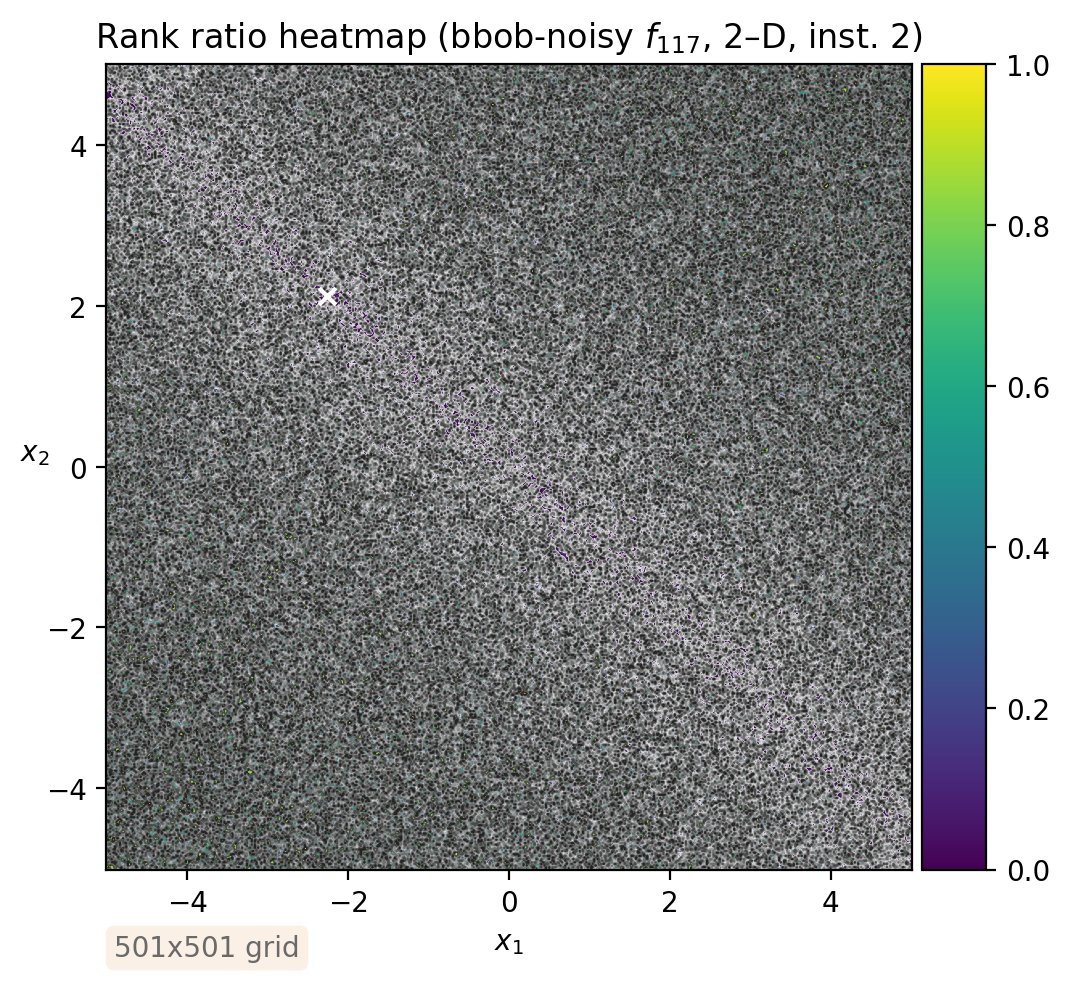 Rank ratio heatmap (bbob-noisy f₁₁₇, 2–D, inst. 2)
1.0
0.8
0.6
0.4
0.2
0.0
4
2
0
−2
−4
x₂
−4 −2 0 2 4
x₁
501x501 grid